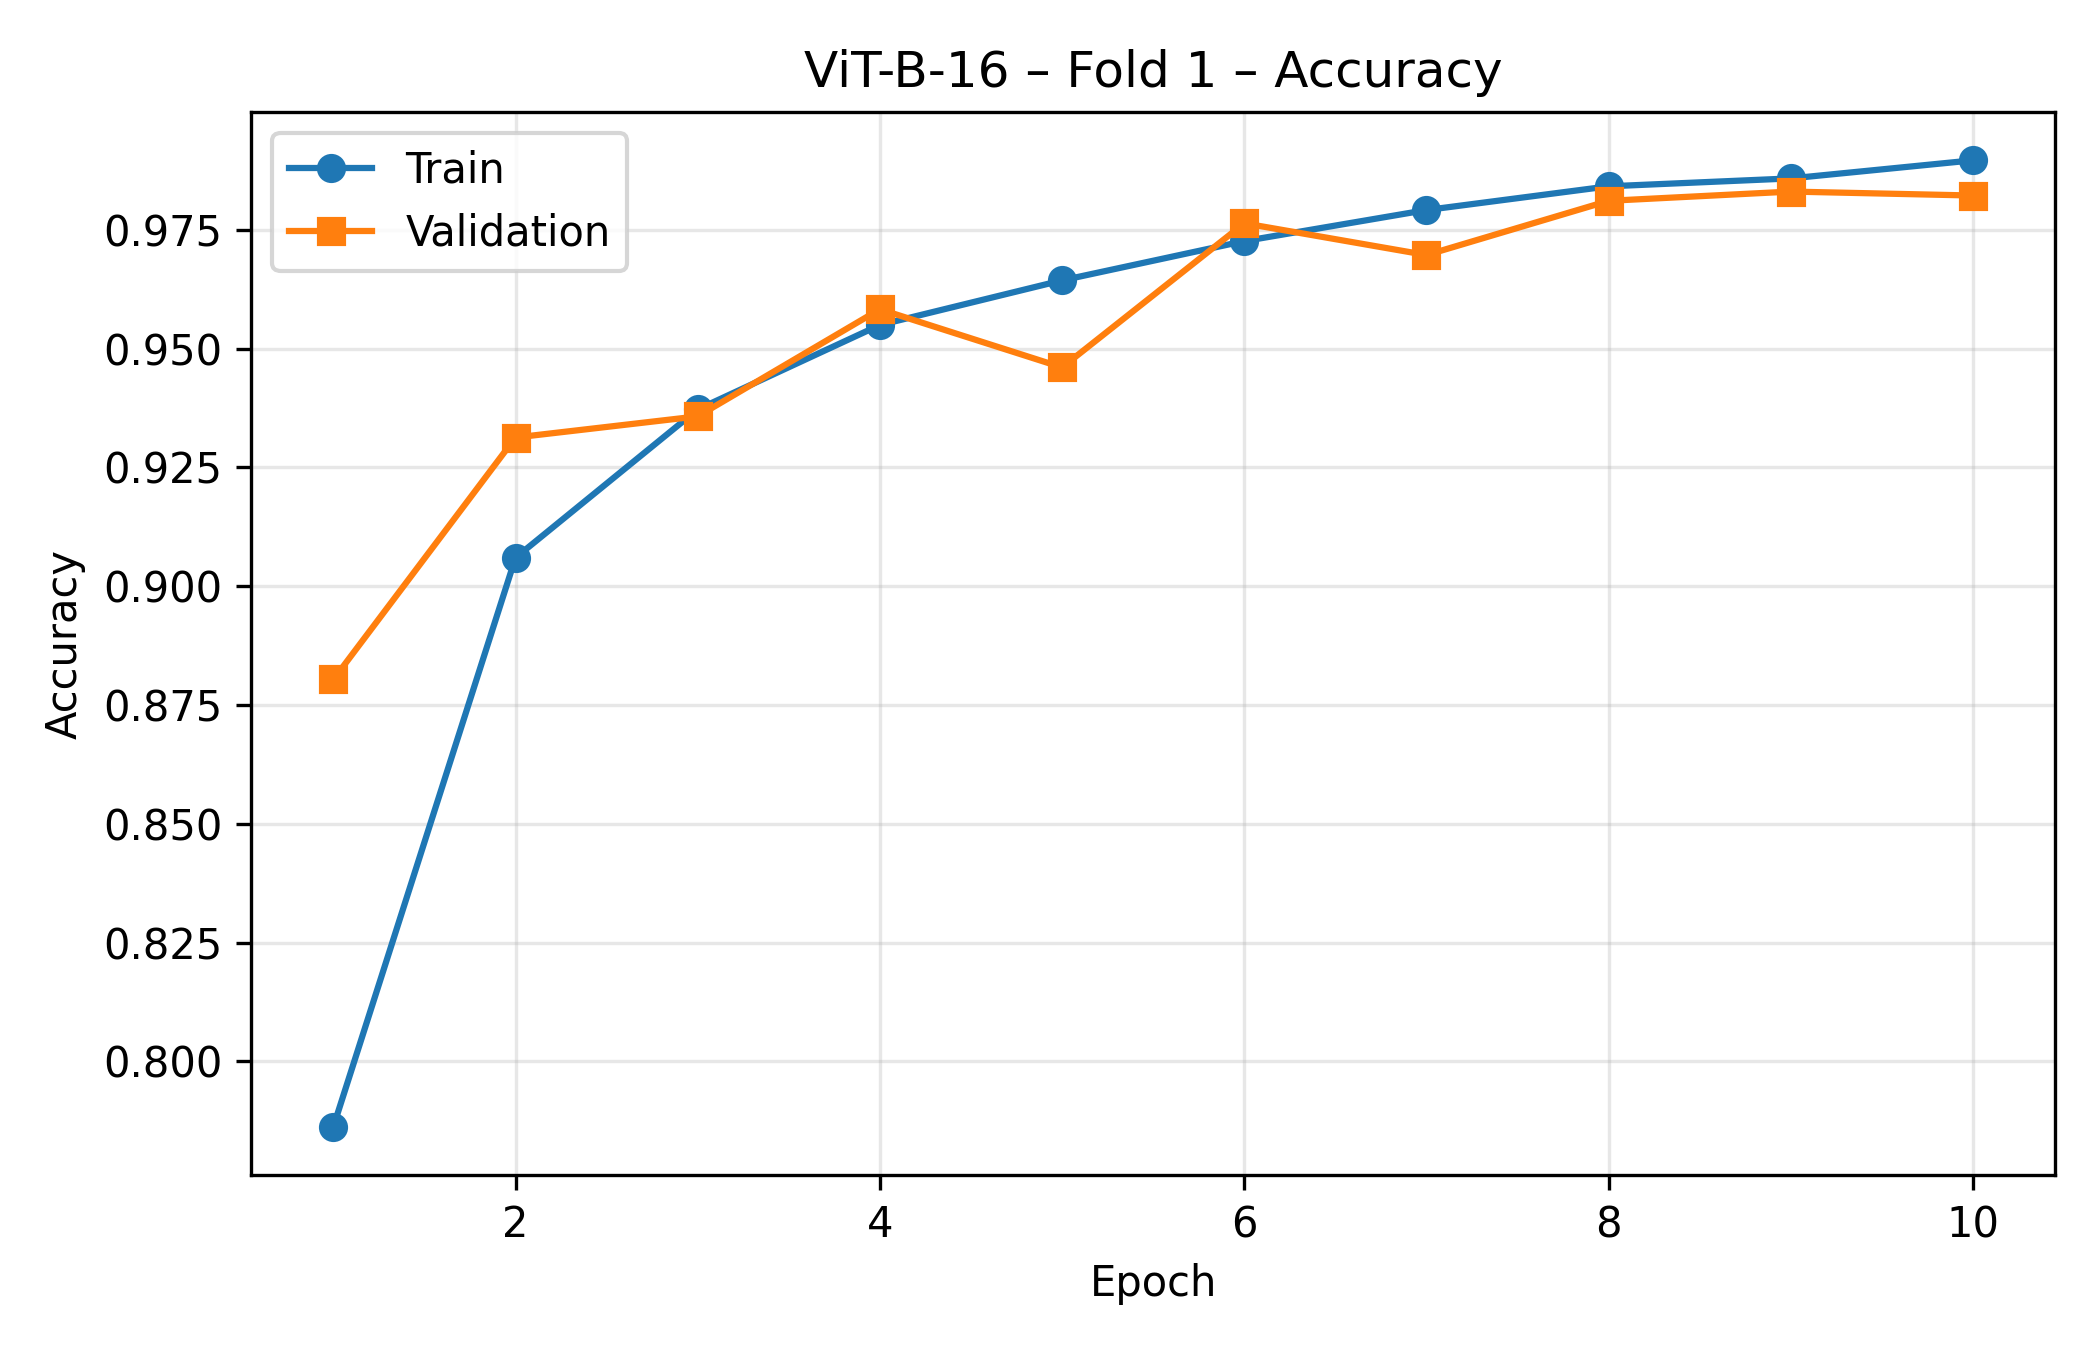 ViT-B-16 – Fold 1 – Accuracy
Train
Validation
Accuracy
0.975
0.950
0.925
0.900
0.875
0.850
0.825
0.800
2 4 6 8 10
Epoch